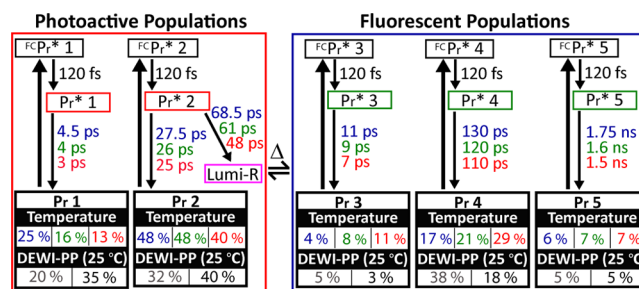 Photoactive Populations
Fluorescent Populations
FCPr* 1
FCPr* 2
FCPr* 3
FCPr* 4
FCPr* 5
120 fs
120 fs
120 fs
120 fs
120 fs
Pr* 1
Pr* 2
Pr* 3
Pr* 4
Pr* 5
4.5 ps
4 ps
3 ps
27.5 ps
26 ps
25 ps
68.5 ps
61 ps
48 ps
Lumi-R
Δ
11 ps
9 ps
7 ps
130 ps
120 ps
110 ps
1.75 ns
1.6 ns
1.5 ns
Pr 1
Temperature
25 % 16 % 13 %
DEWI-PP (25 °C)
20 % 35 %
Pr 2
Temperature
48 % 48 % 40 %
DEWI-PP (25 °C)
32 % 40 %
Pr 3
Temperature
4 % 8 % 11 %
DEWI-PP (25 °C)
5 % 3 %
Pr 4
Temperature
17 % 21 % 29 %
DEWI-PP (25 °C)
38 % 18 %
Pr 5
Temperature
6 % 7 % 7 %
DEWI-PP (25 °C)
5 % 5 %